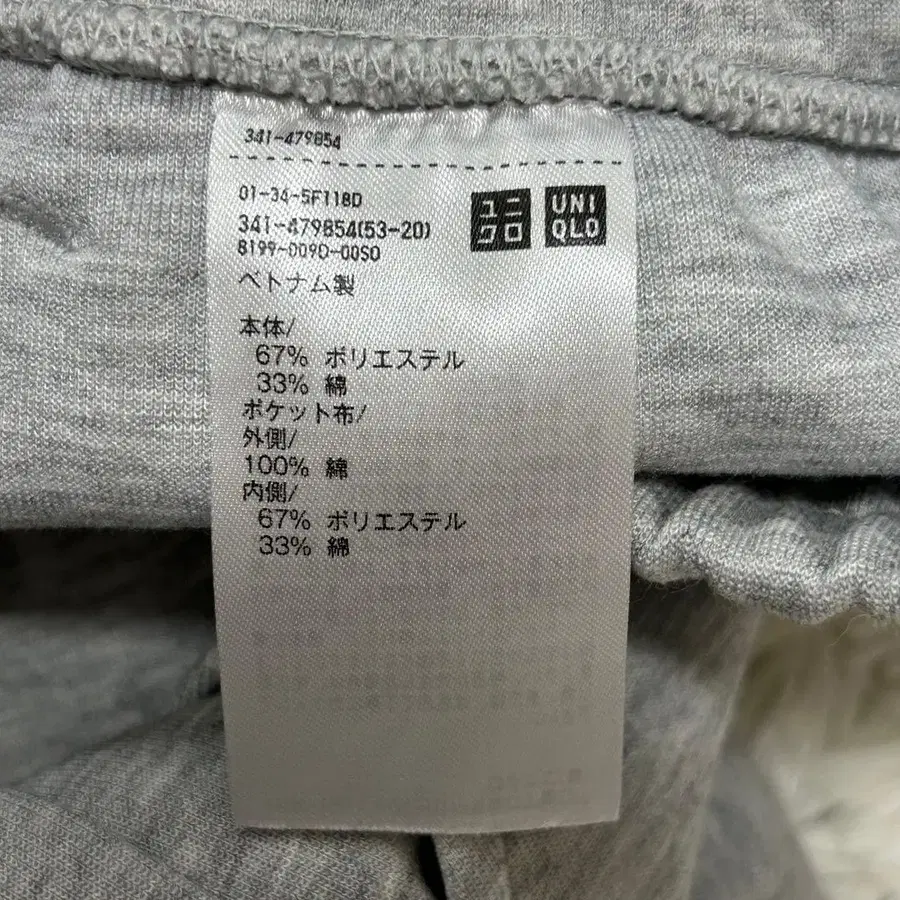 341-479854
01-34-5F118D
341-479854(53-20)
8199-009D-00SO
ユニ
クロ
UNI
QLO
ベトナム製
本体/
67% ポリエステル
33% 綿
ポケット布/
外側/
100% 綿
内側/
67% ポリエステル
33% 綿